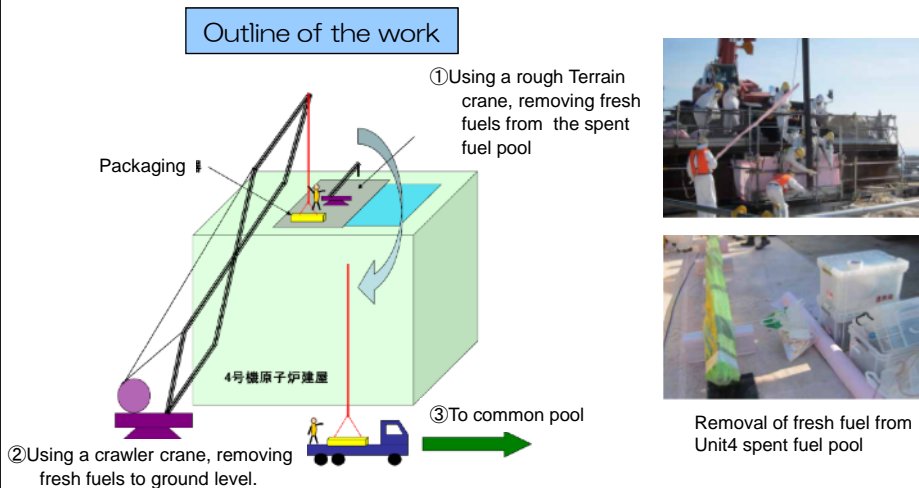 Outline of the work
①Using a rough Terrain
crane, removing fresh
fuels from the spent
fuel pool
Packaging
4号機原子炉建屋
③To common pool
②Using a crawler crane, removing
fresh fuels to ground level.
Removal of fresh fuel from
Unit4 spent fuel pool